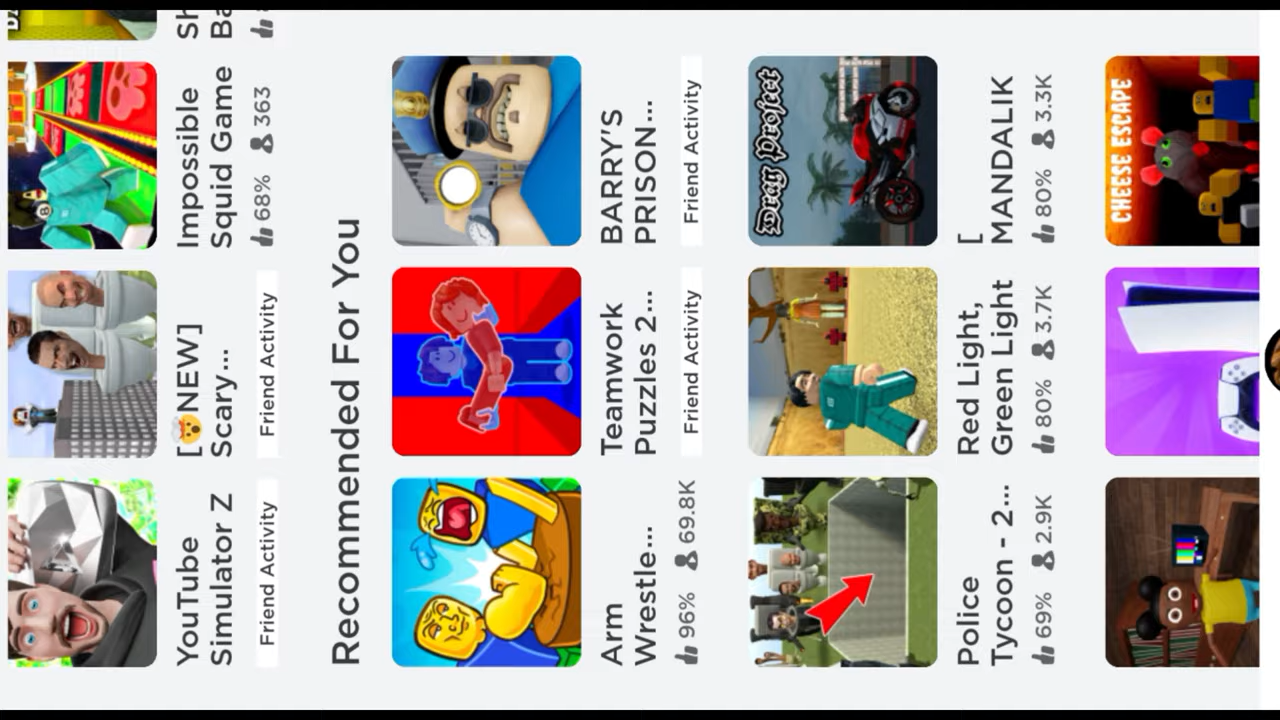 YouTube
Simulator Z
Friend Activity
[🤯NEW]
Scary...
Friend Activity
Impossible
Squid Game
68% 363
Sh
Ba
Recommended For You
Arm
Wrestle...
96% 69.8K
Teamwork
Puzzles 2...
Friend Activity
BARRY'S
PRISON...
Friend Activity
Police
Tycoon - 2...
69% 2.9K
Red Light,
Green Light
80% 3.7K
Drag Project
[
MANDALIK
80% 3.3K
CHEESE ESCAPE